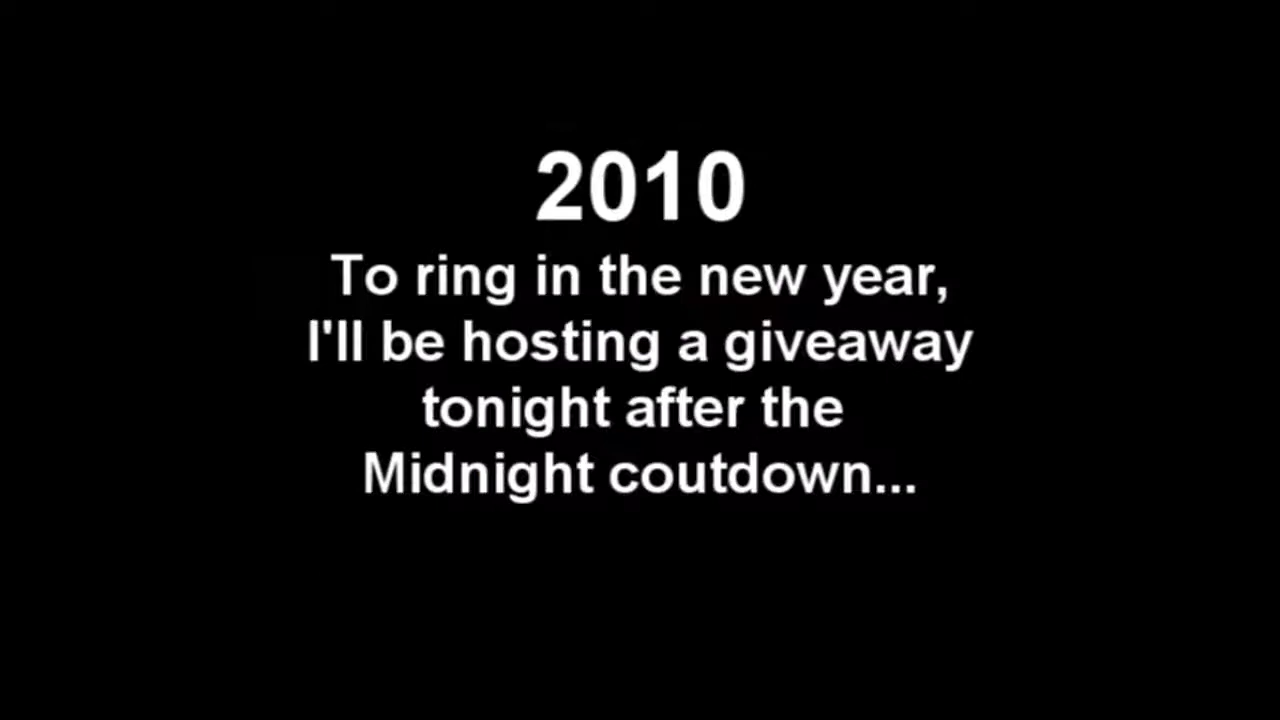 2010
To ring in the new year,
I'll be hosting a giveaway
tonight after the
Midnight coutdown...